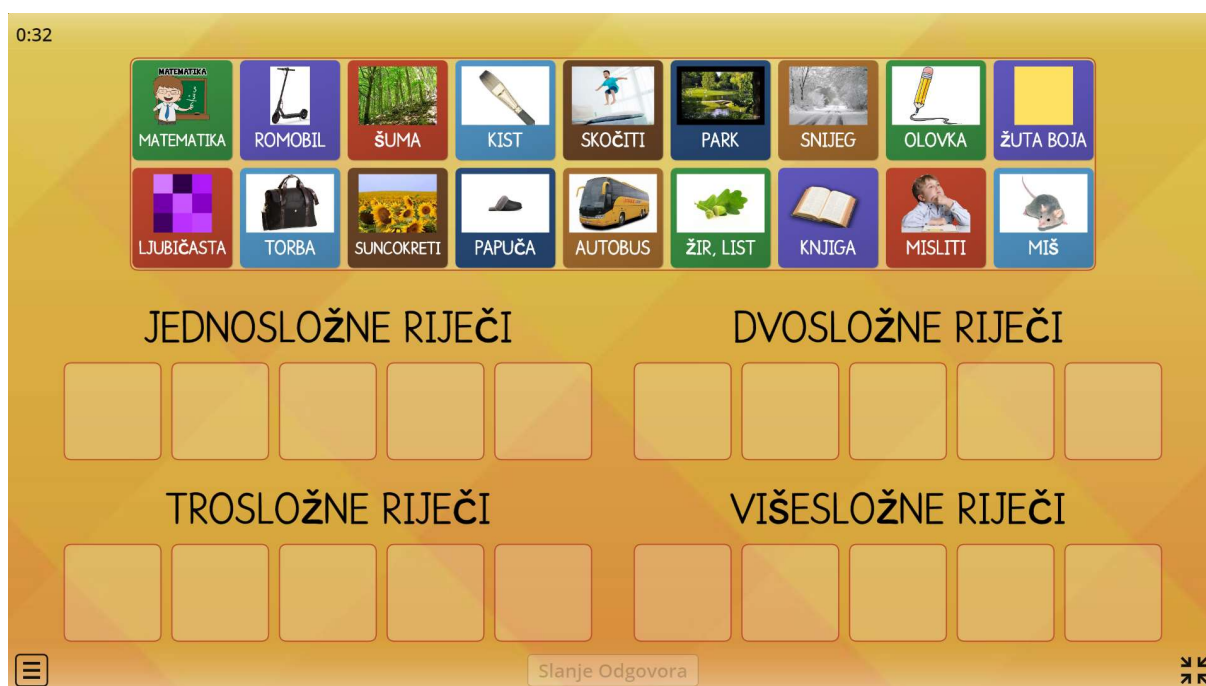 0:32
MATEMATIKA
MATEMATIKA ROMOBIL ŠUMA KIST SKOČITI PARK SNIJEG OLOVKA ŽUTA BOJA
LJUBIČASTA TORBA SUNCOKRETI PAPUČA AUTOBUS ŽIR, LIST KNJIGA MISLITI MIŠ
JEDNOSLOŽNE RIJEČI DVOSLOŽNE RIJEČI
TROSLOŽNE RIJEČI VIŠESLOŽNE RIJEČI
Slanje Odgovora